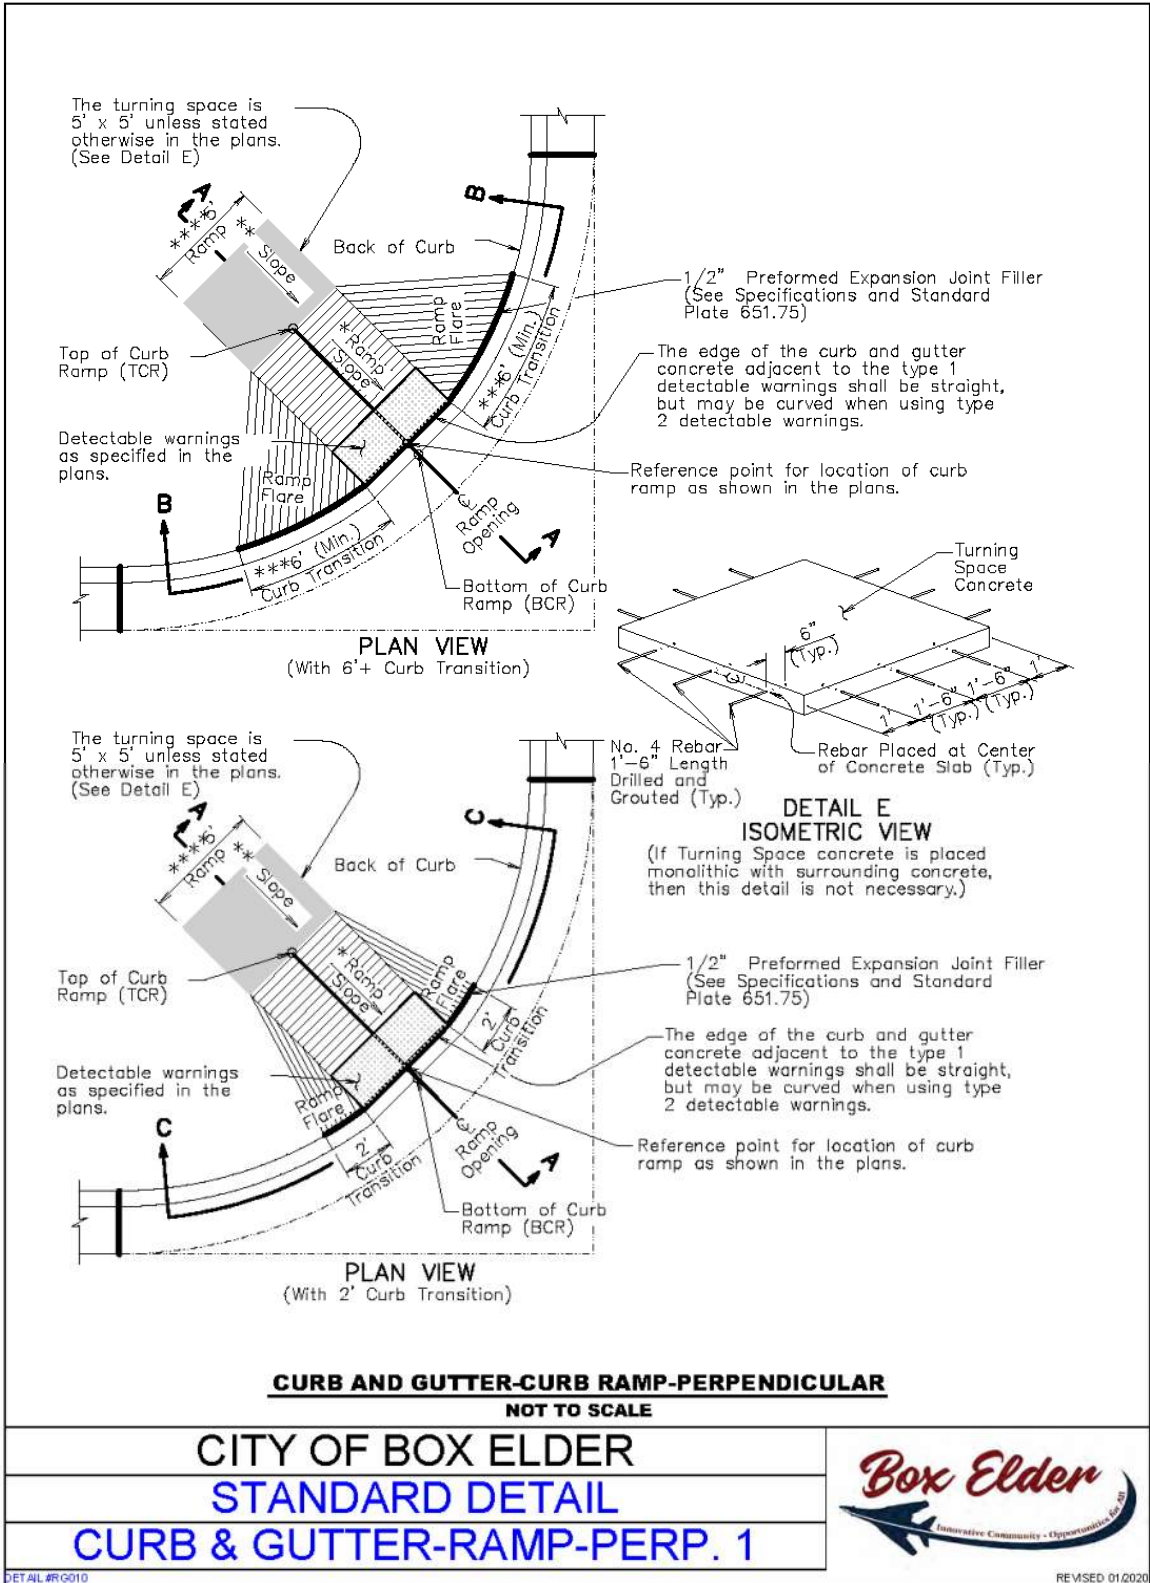 The turning space is
5' x 5' unless stated
otherwise in the plans.
(See Detail E)
A
****6'
Ramp
**
Slope
B
Back of Curb
1/2" Preformed Expansion Joint Filler
(See Specifications and Standard
Plate 651.75)
Ramp
Flare
*Ramp
Slope
***6' (Min.)
Curb Transition
Top of Curb
Ramp (TCR)
The edge of the curb and gutter
concrete adjacent to the type 1
detectable warnings shall be straight,
but may be curved when using type
2 detectable warnings.
Detectable warnings
as specified in the
plans.
Ramp
Flare
Reference point for location of curb
ramp as shown in the plans.
B
℄
Ramp
Opening
A
***6' (Min.)
Curb Transition
Bottom of Curb
Ramp (BCR)
PLAN VIEW
(With 6'+ Curb Transition)
Turning
Space
Concrete
6"
(Typ.)
3
1'
1'-6"
(Typ.)
1'-6"
(Typ.)
1'
No. 4 Rebar
1'-6" Length
Drilled and
Grouted (Typ.)
Rebar Placed at Center
of Concrete Slab (Typ.)
DETAIL E
ISOMETRIC VIEW
(If Turning Space concrete is placed
monolithic with surrounding concrete,
then this detail is not necessary.)
The turning space is
5' x 5' unless stated
otherwise in the plans.
(See Detail E)
A
****6'
Ramp
**
Slope
C
Back of Curb
1/2" Preformed Expansion Joint Filler
(See Specifications and Standard
Plate 651.75)
Top of Curb
Ramp (TCR)
*Ramp
Slope
Ramp
Flare
2'
Curb
Transition
The edge of the curb and gutter
concrete adjacent to the type 1
detectable warnings shall be straight,
but may be curved when using type
2 detectable warnings.
Detectable warnings
as specified in the
plans.
Ramp
Flare
C
2'
Curb
Transition
℄
Ramp
Opening
A
Reference point for location of curb
ramp as shown in the plans.
Bottom of Curb
Ramp (BCR)
PLAN VIEW
(With 2' Curb Transition)
CURB AND GUTTER-CURB RAMP-PERPENDICULAR
NOT TO SCALE
CITY OF BOX ELDER
STANDARD DETAIL
CURB & GUTTER-RAMP-PERP. 1
Box Elder
Innovative Community - Opportunities for All
DETAIL #RG010
REVISED 01/2020